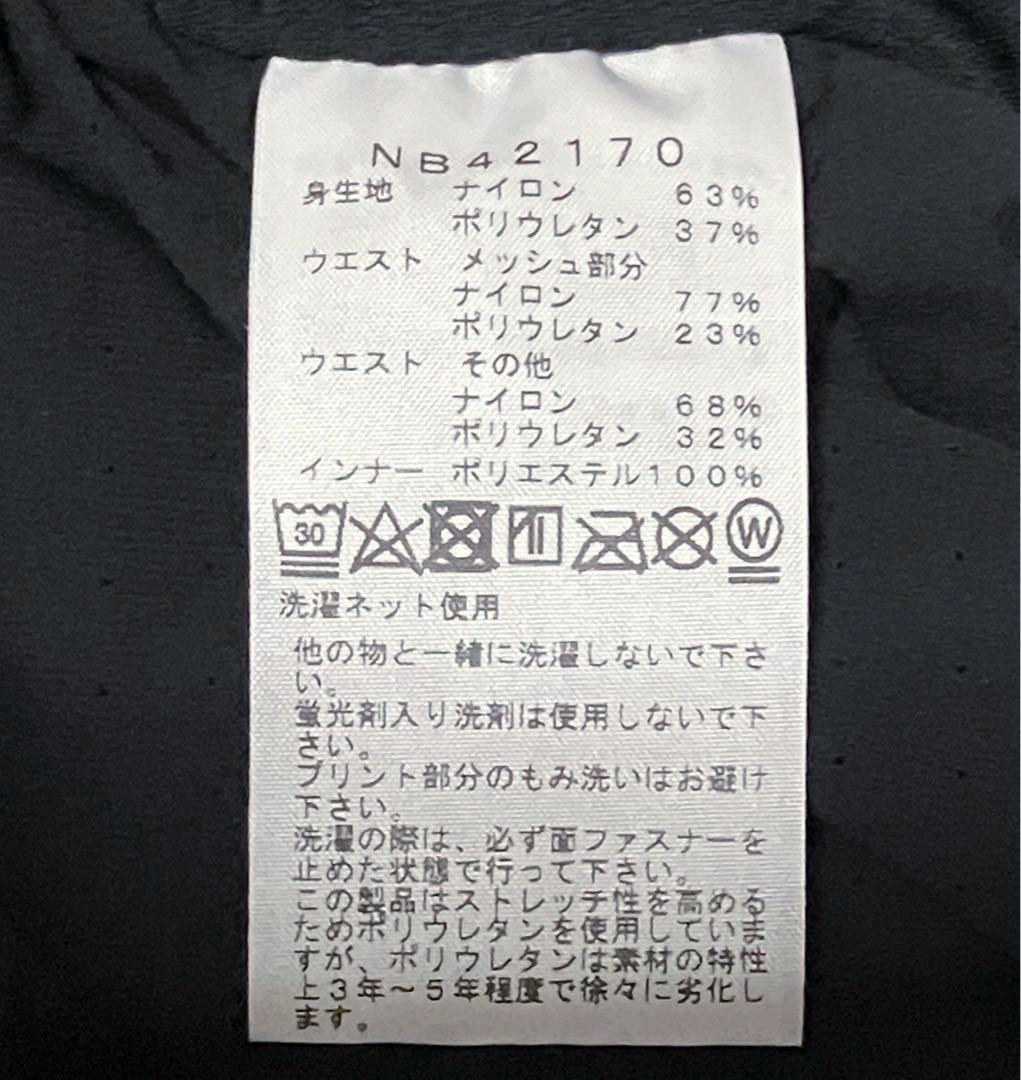 NB42170
身生地 ナイロン 63%
ポリウレタン 37%
ウエスト メッシュ部分
ナイロン 77%
ポリウレタン 23%
ウエスト その他
ナイロン 68%
ポリウレタン 32%
インナー ポリエステル100%
30 W
洗濯ネット使用
他の物と一緒に洗濯しないで下さ
い。
蛍光剤入り洗剤は使用しないで下
さい。
プリント部分のもみ洗いはお避け
下さい。
洗濯の際は、必ず面ファスナーを
止めた状態で行って下さい。
この製品はストレッチ性を高める
ためポリウレタンを使用していま
すが、ポリウレタンは素材の特性
上3年~5年程度で徐々に劣化し
ます。